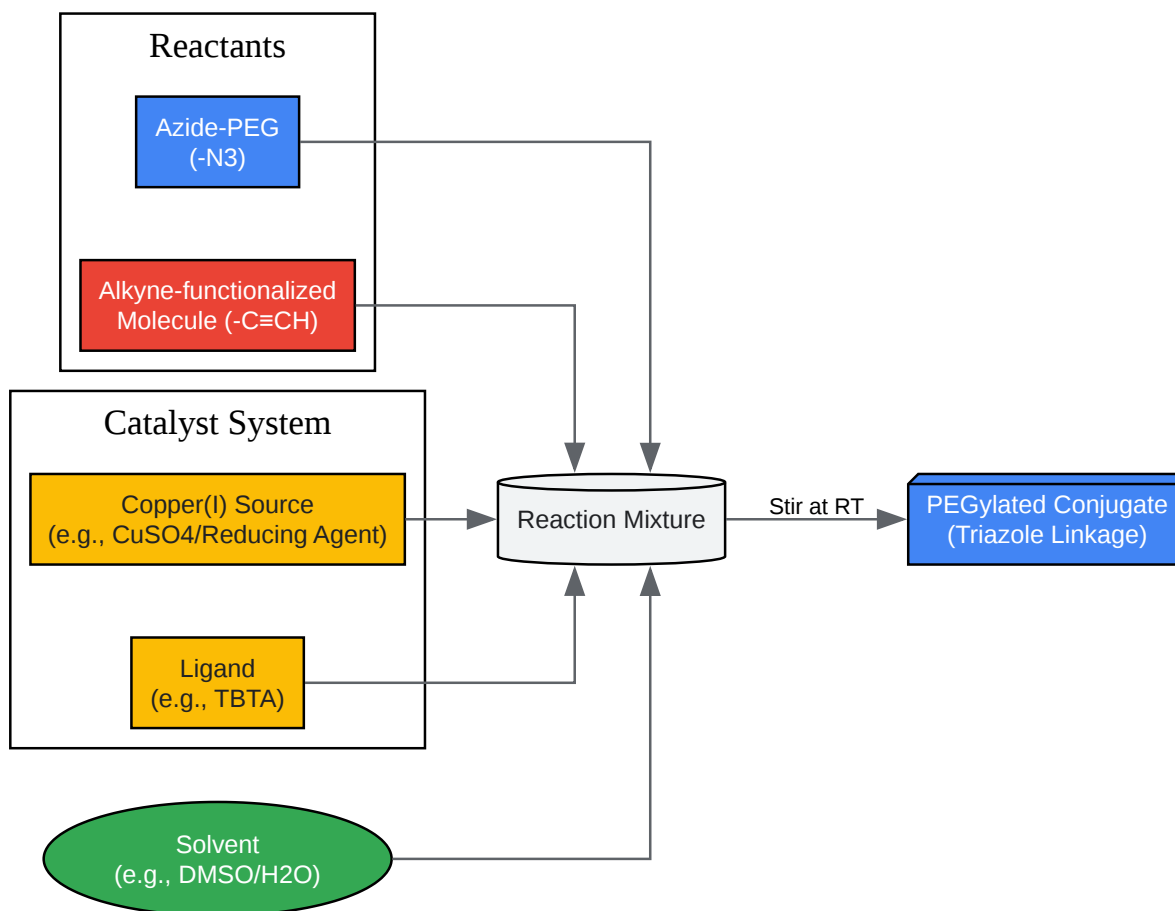 Reactants
Azide-PEG
(-N3)
Alkyne-functionalized
Molecule (-C≡CH)
Catalyst System
Copper(I) Source
(e.g., CuSO4/Reducing Agent)
Ligand
(e.g., TBTA)
Solvent
(e.g., DMSO/H2O)
Reaction Mixture
Stir at RT
PEGylated Conjugate
(Triazole Linkage)